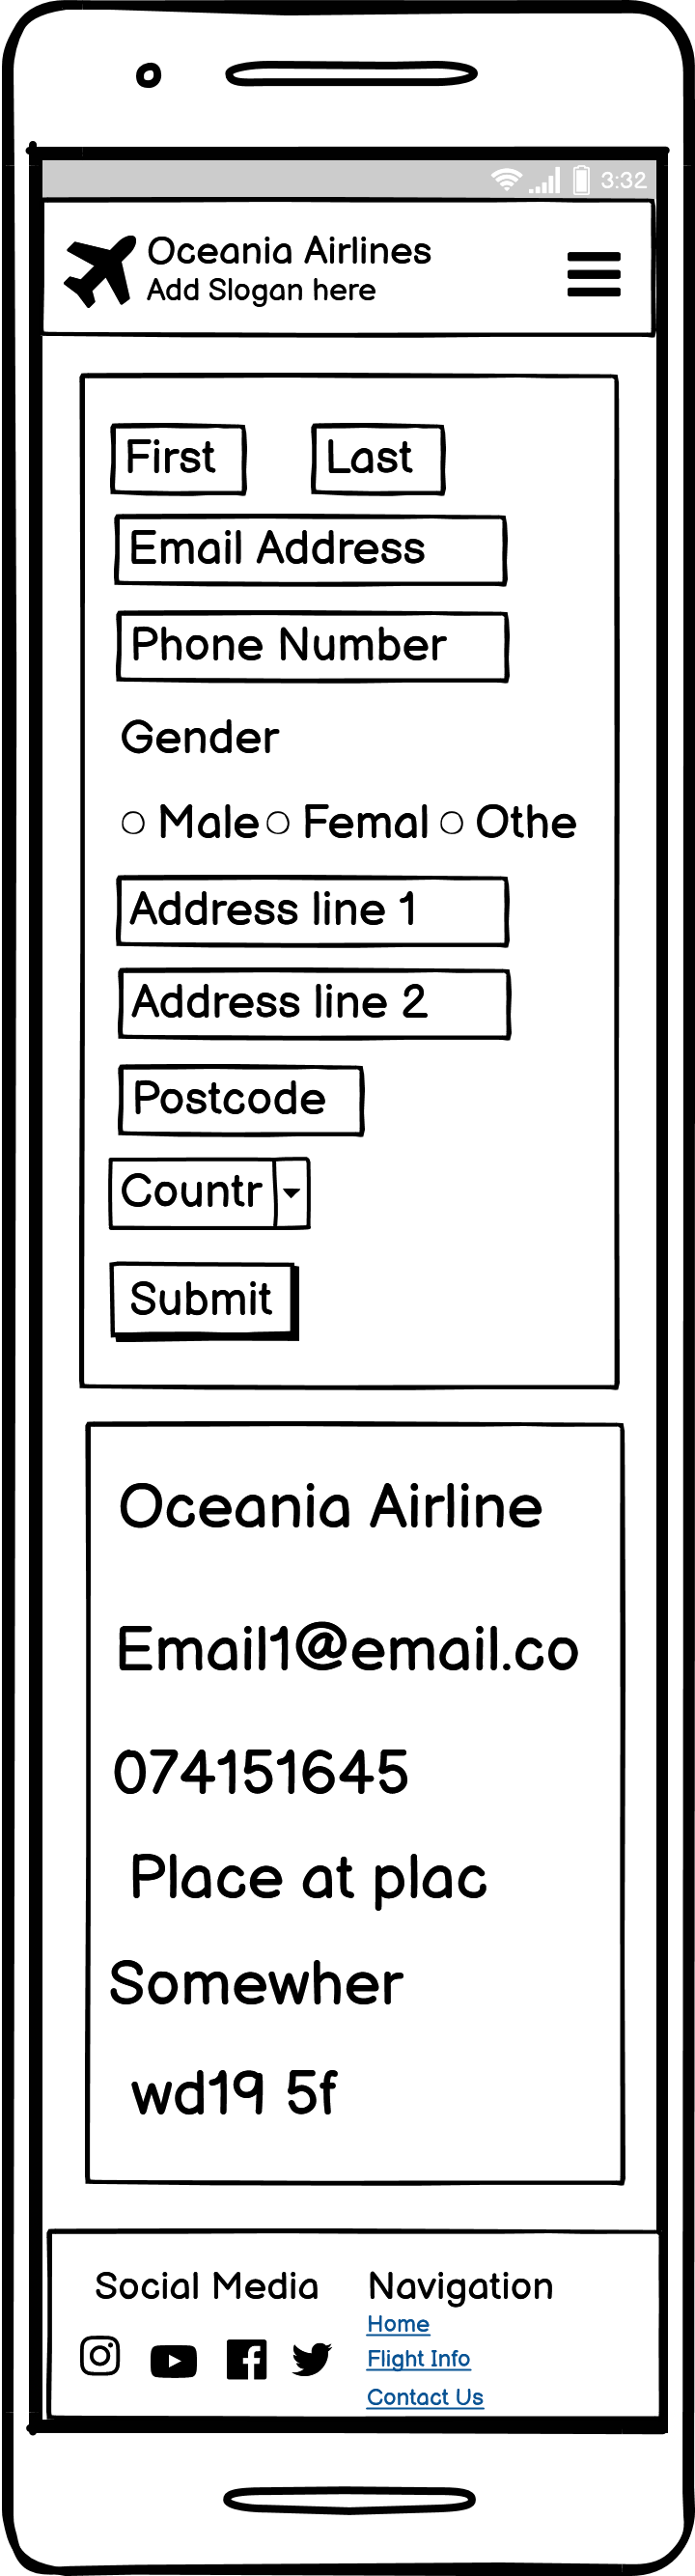 3:32
Oceania Airlines
Add Slogan here
First Last
Email Address
Phone Number
Gender
Male Femal Othe
Address line 1
Address line 2
Postcode
Countr
Submit
Oceania Airline
Email1@email.co
074151645
Place at plac
Somewher
wd19 5f
Social Media Navigation
Home
Flight Info
Contact Us